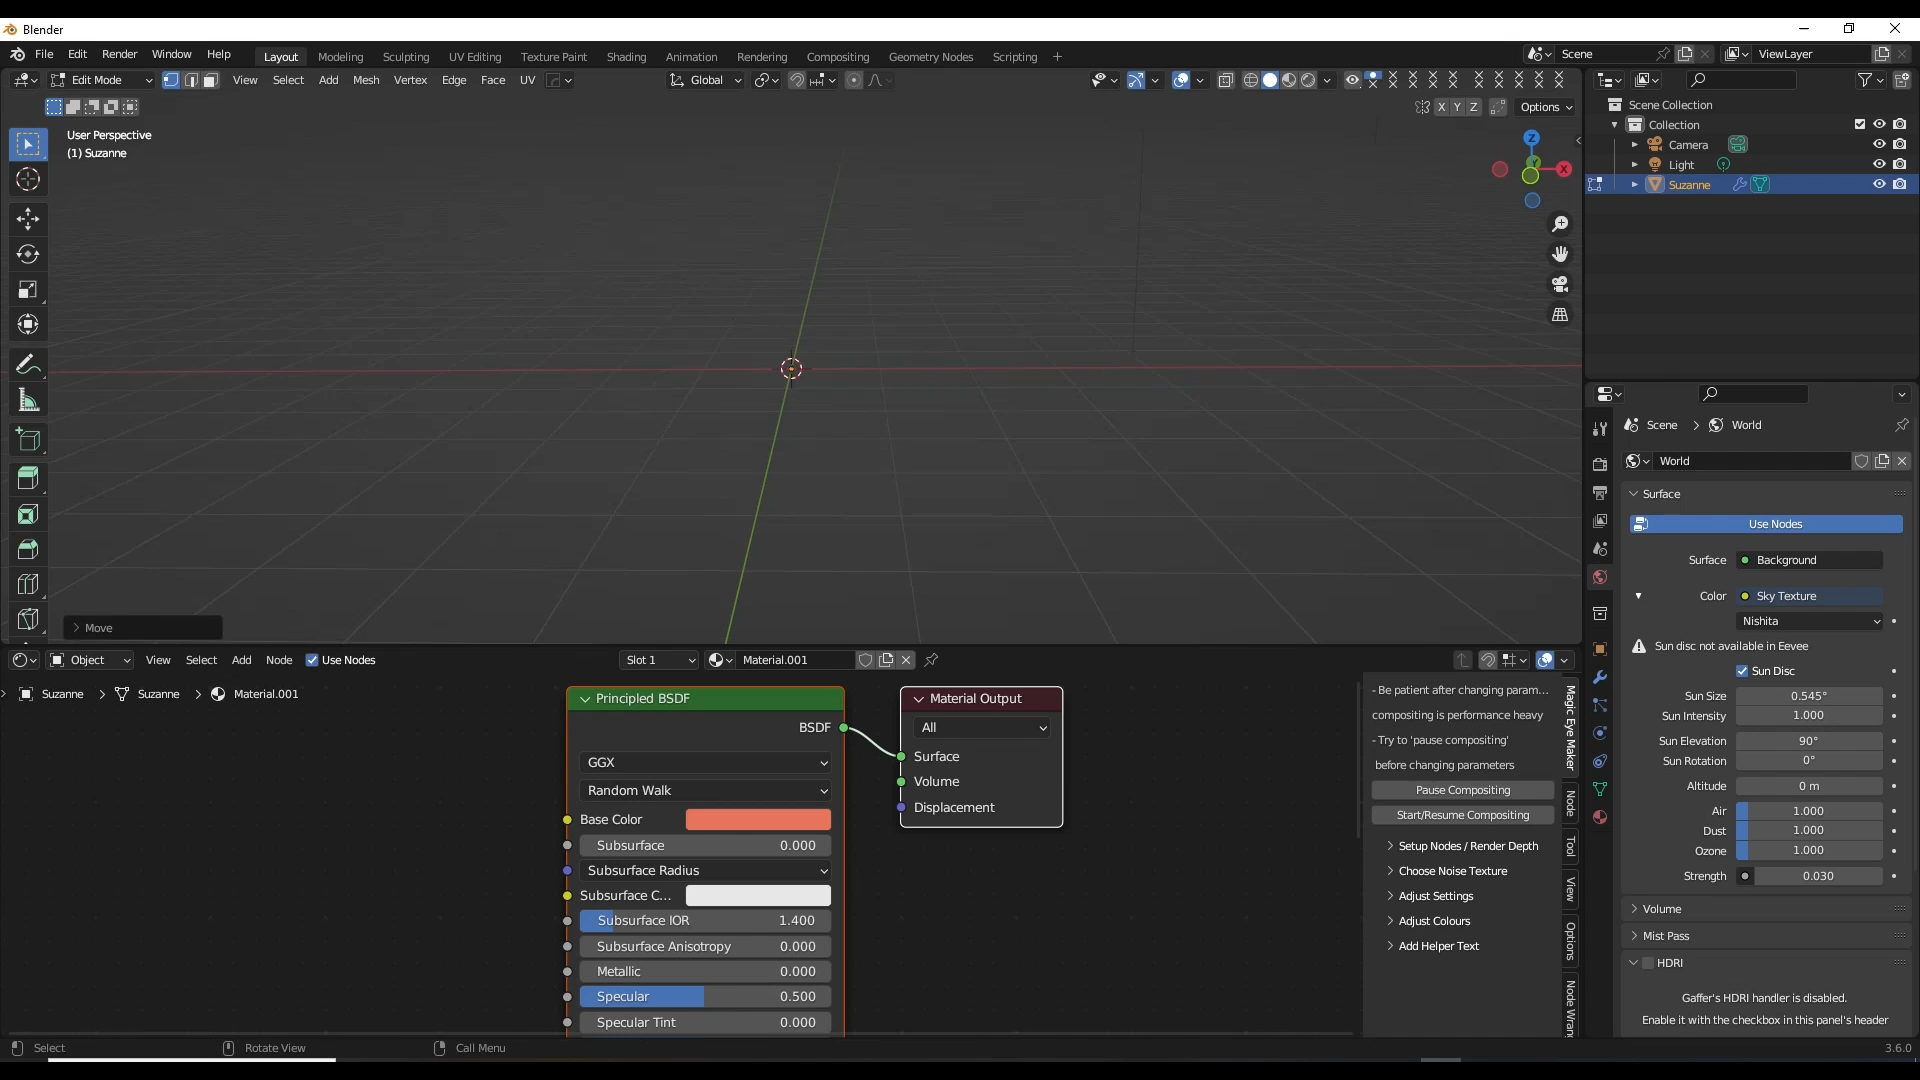 Blender
File Edit Render Window Help Layout Modeling Sculpting UV Editing Texture Paint Shading Animation Rendering Compositing Geometry Nodes Scripting + Scene ViewLayer
Edit Mode View Select Add Mesh Vertex Edge Face UV Global
X Y Z Options
User Perspective
(1) Suzanne
Z
Y
X
Move
Scene Collection
Collection
Camera
Light
Suzanne
Scene > World
World
Surface
Use Nodes
Surface Background
Color Sky Texture
Nishita
Sun disc not available in Eevee
Sun Disc
Sun Size 0.545°
Sun Intensity 1.000
Sun Elevation 90°
Sun Rotation 0°
Altitude 0 m
Air 1.000
Dust 1.000
Ozone 1.000
Strength 0.030
Volume
Mist Pass
HDRI
Gaffer's HDRI handler is disabled.
Enable it with the checkbox in this panel's header
Object View Select Add Node Use Nodes Slot 1 Material.001
Suzanne > Suzanne > Material.001
Principled BSDF
BSDF
GGX
Random Walk
Base Color
Subsurface 0.000
Subsurface Radius
Subsurface C...
Subsurface IOR 1.400
Subsurface Anisotropy 0.000
Metallic 0.000
Specular 0.500
Specular Tint 0.000
Material Output
All
Surface
Volume
Displacement
- Be patient after changing param...
compositing is performance heavy
- Try to 'pause compositing'
before changing parameters
Pause Compositing
Start/Resume Compositing
Setup Nodes / Render Depth
Choose Noise Texture
Adjust Settings
Adjust Colours
Add Helper Text
Magic Eye Maker
Node
Tool
View
Options
Node Wran
Select Rotate View Call Menu 3.6.0